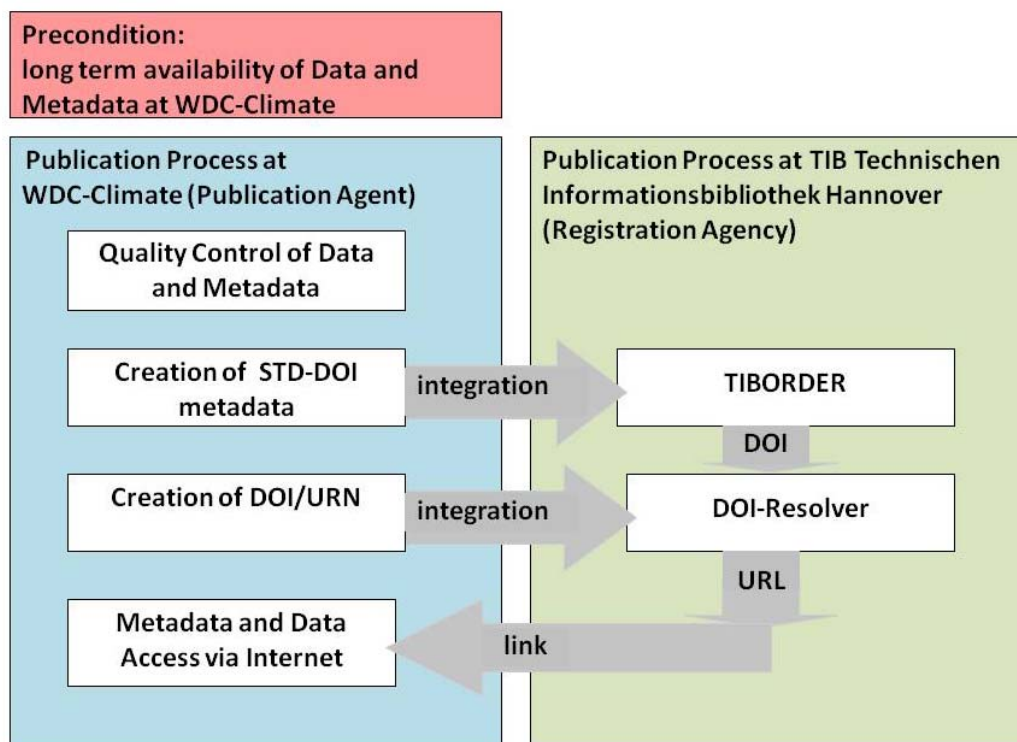 Precondition:
long term availability of Data and
Metadata at WDC-Climate
Publication Process at
WDC-Climate (Publication Agent)
Quality Control of Data
and Metadata
Creation of STD-DOI
metadata
Creation of DOI/URN
Metadata and Data
Access via Internet
integration
integration
link
Publication Process at TIB Technischen
Informationsbibliothek Hannover
(Registration Agency)
TIBORDER
DOI
DOI-Resolver
URL